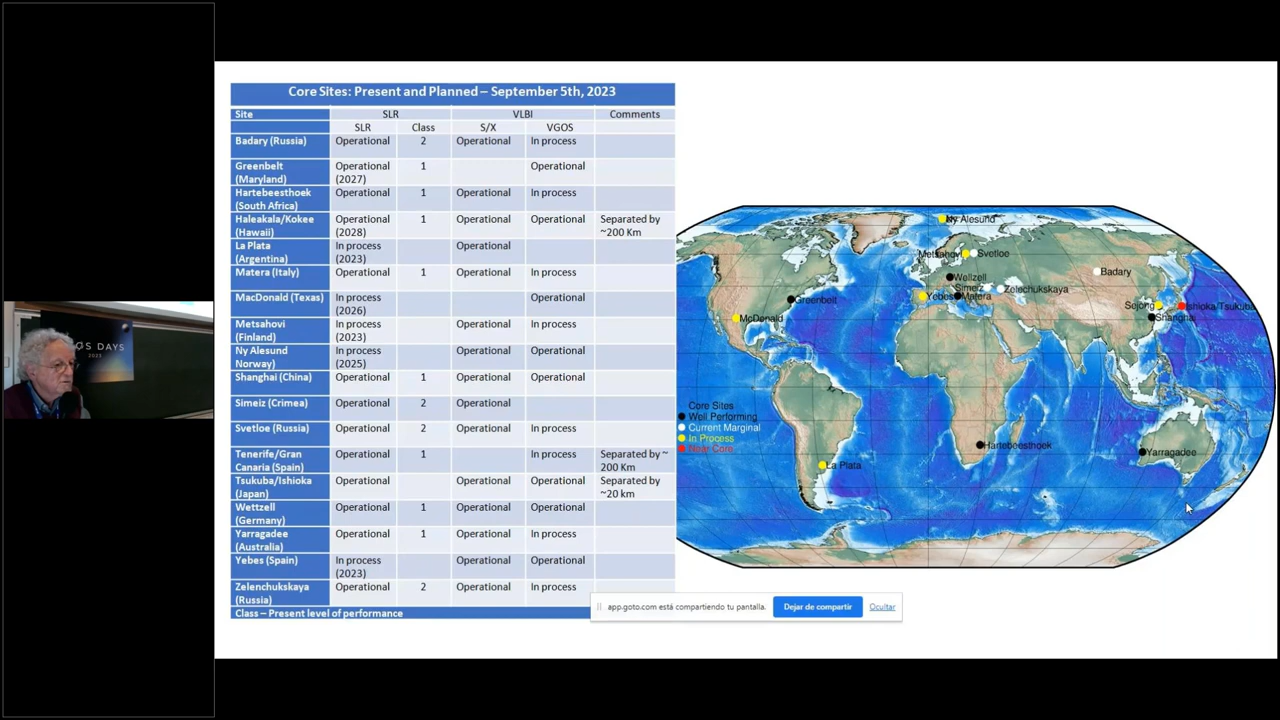 Core Sites: Present and Planned – September 5th, 2023
Site SLR VLBI Comments
SLR Class S/X VGOS
Badary (Russia) Operational 2 Operational In process
Greenbelt (Maryland) Operational (2027) 1 Operational
Hartebeesthoek (South Africa) Operational 1 Operational In process
Haleakala/Kokee (Hawaii) Operational (2028) 1 Operational Operational Separated by ~200 Km
La Plata (Argentina) In process (2023) Operational
Matera (Italy) Operational 1 Operational In process
MacDonald (Texas) In process (2026) Operational
Metsahovi (Finland) In process (2023) Operational In process
Ny Alesund Norway) In process (2025) Operational Operational
Shanghai (China) Operational 1 Operational Operational
Simeiz (Crimea) Operational 2 Operational
Svetloe (Russia) Operational 2 Operational In process
Tenerife/Gran Canaria (Spain) Operational 1 In process Separated by ~ 200 Km
Tsukuba/Ishioka (Japan) Operational Operational Operational Separated by ~20 km
Wettzell (Germany) Operational 1 Operational Operational
Yarragadee (Australia) Operational 1 Operational In process
Yebes (Spain) In process (2023) Operational Operational
Zelenchukskaya (Russia) Operational 2 Operational In process
Class – Present level of performance
Ny Alesund
Metsahovi
Svetloe
Badary
Wellzell
Simeiz
Zelechukskaya
Yebes
Matera
Greenbelt
McDonald
Sejong
Ishioka/Tsukuba
Shanghai
Core Sites
Well Performing
Current Marginal
In Process
Near Core
Hartebeesthoek
Yarragadee
La Plata
app.goto.com está compartiendo tu pantalla.
Dejar de compartir
Ocultar
S DAYS